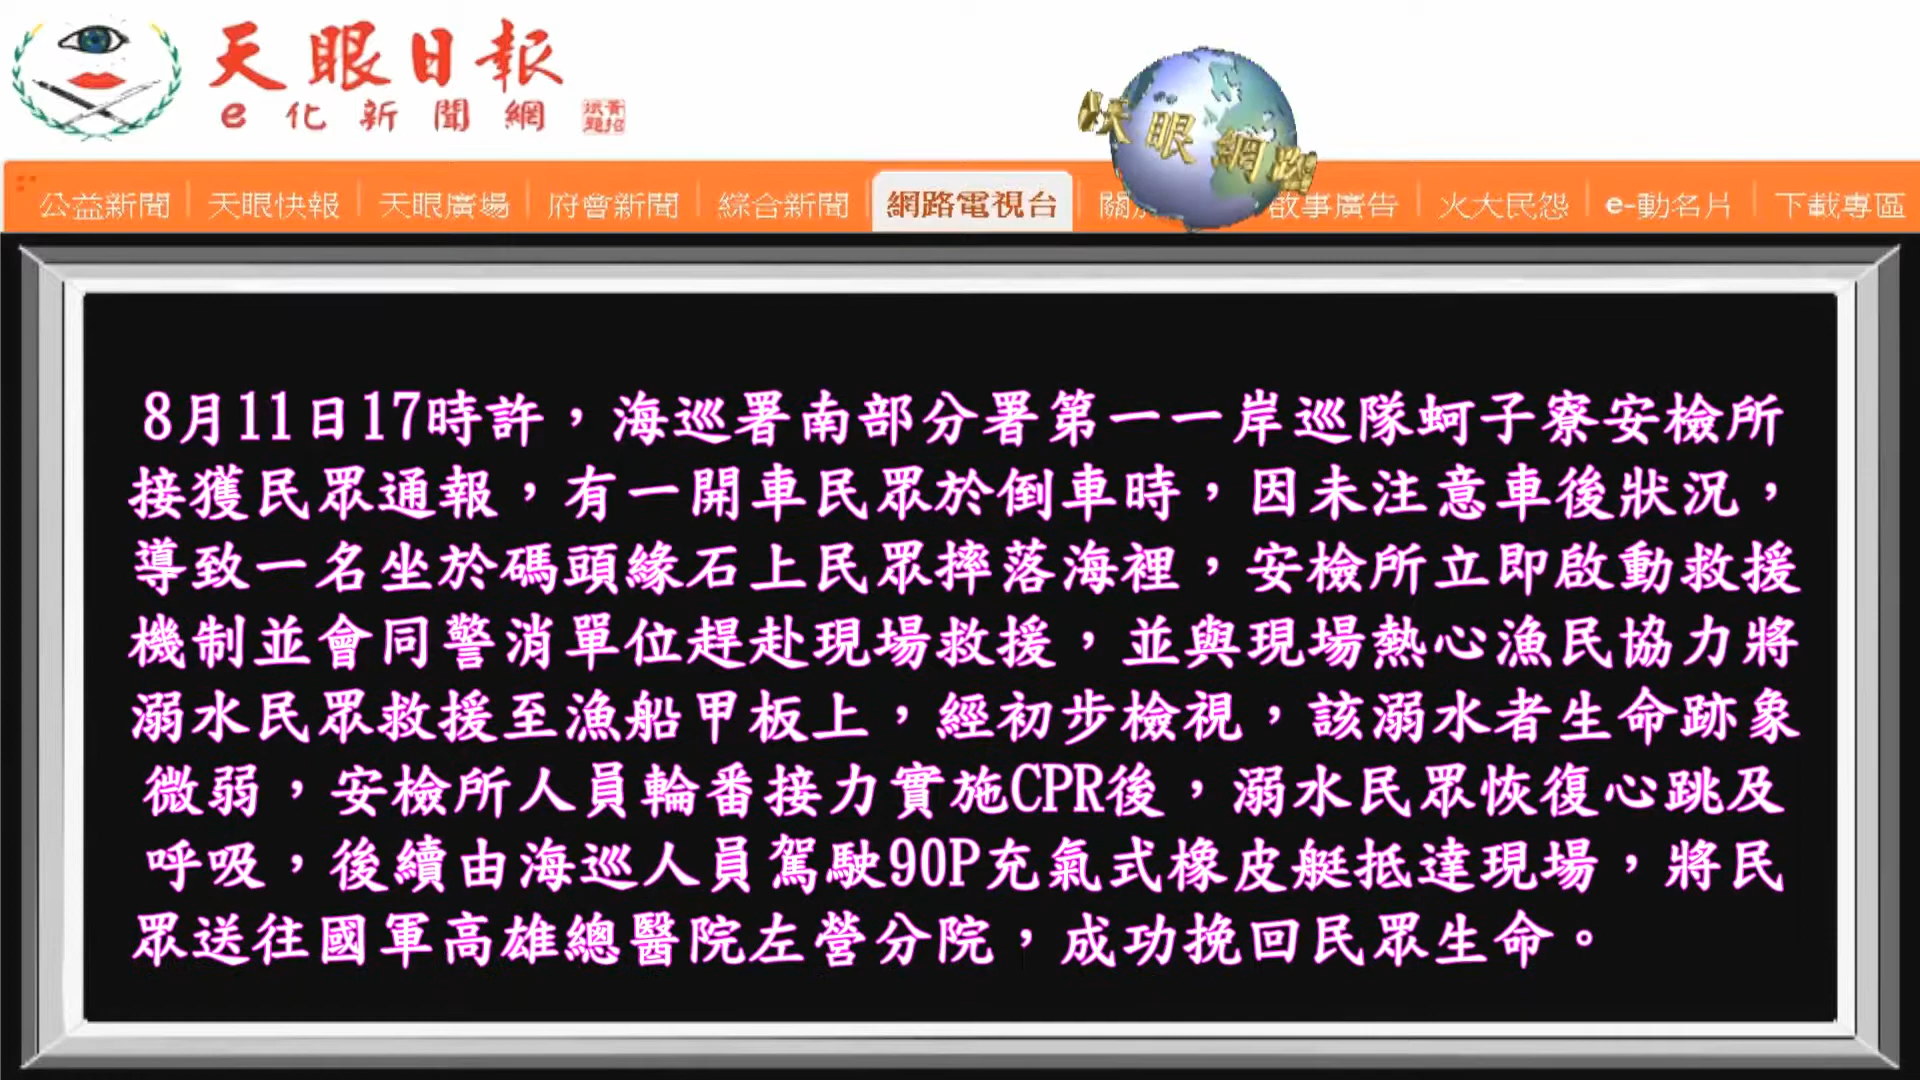 天眼日報
e化新聞網
天眼網路
公益新聞
天眼快報
天眼廣場
府會新聞
綜合新聞
網路電視台
關於
啟事廣告
火大民怨
e-動名片
下載專區
8月11日17時許，海巡署南部分署第一一岸巡隊蚵子寮安檢所
接獲民眾通報，有一開車民眾於倒車時，因未注意車後狀況，
導致一名坐於碼頭緣石上民眾摔落海裡，安檢所立即啟動救援
機制並會同警消單位趕赴現場救援，並與現場熱心漁民協力將
溺水民眾救援至漁船甲板上，經初步檢視，該溺水者生命跡象
微弱，安檢所人員輪番接力實施CPR後，溺水民眾恢復心跳及
呼吸，後續由海巡人員駕駛90P充氣式橡皮艇抵達現場，將民
眾送往國軍高雄總醫院左營分院，成功挽回民眾生命。